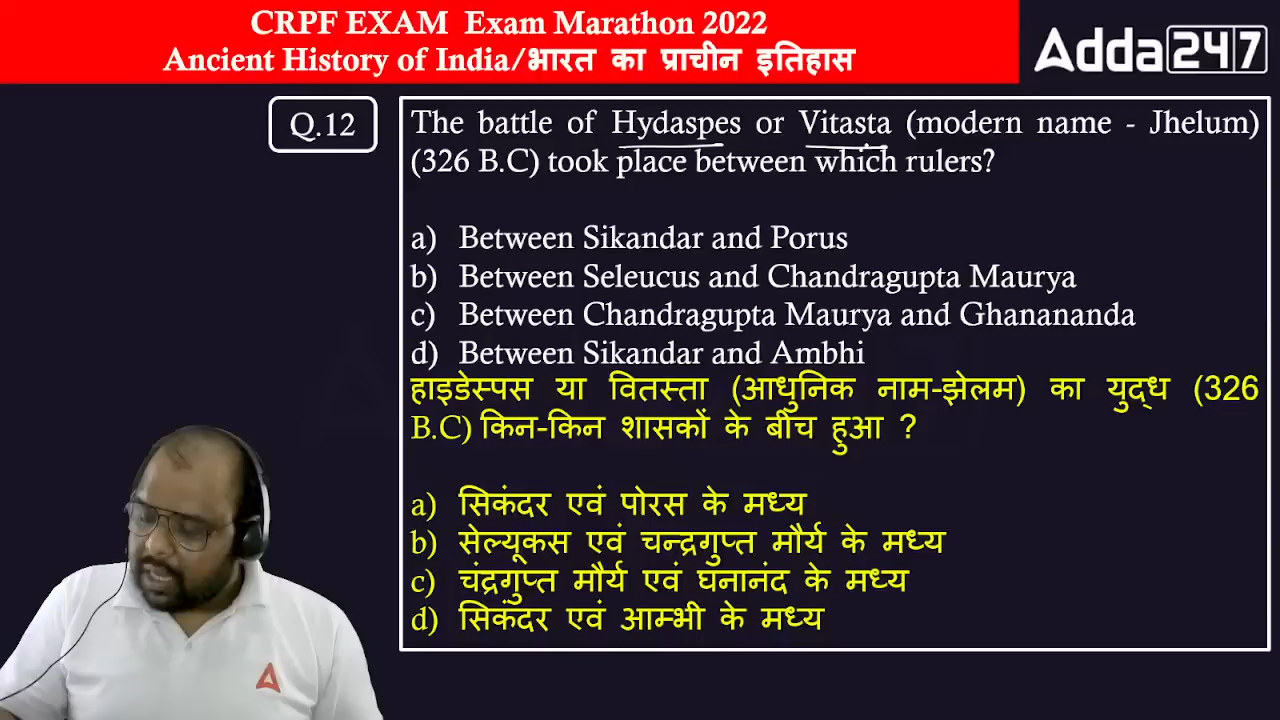 CRPF EXAM Exam Marathon 2022
Ancient History of India/भारत का प्राचीन इतिहास
Adda247
Q.12
The battle of Hydaspes or Vitasta (modern name - Jhelum)
(326 B.C) took place between which rulers?
a) Between Sikandar and Porus
b) Between Seleucus and Chandragupta Maurya
c) Between Chandragupta Maurya and Ghanananda
d) Between Sikandar and Ambhi
हाइडेस्पस या वितस्ता (आधुनिक नाम-झेलम) का युद्ध (326
B.C) किन-किन शासकों के बीच हुआ ?
a) सिकंदर एवं पोरस के मध्य
b) सेल्यूकस एवं चन्द्रगुप्त मौर्य के मध्य
c) चंद्रगुप्त मौर्य एवं घनानंद के मध्य
d) सिकंदर एवं आम्भी के मध्य